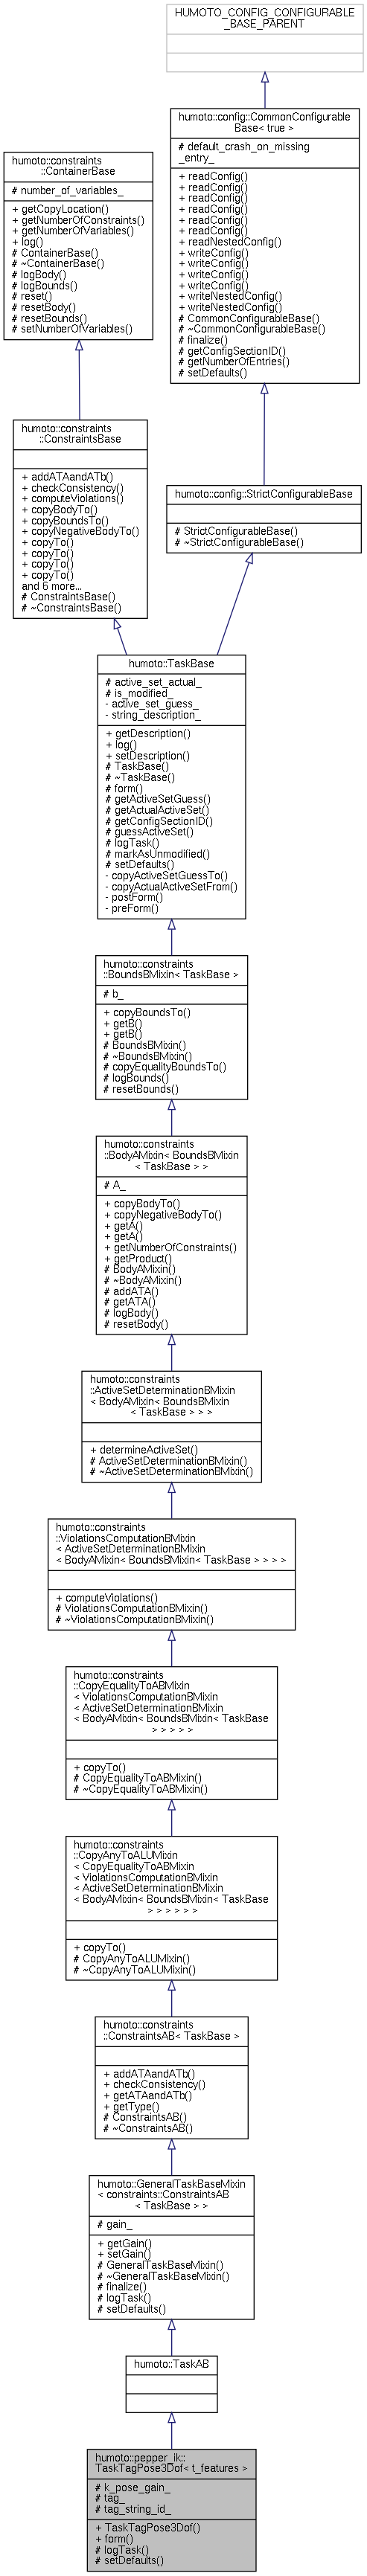 HUMOTO_CONFIG_CONFIGURABLE
_BASE_PARENT
humoto::config::CommonConfigurable
Base< true >
# default_crash_on_missing
_entry_
+ readConfig()
+ readConfig()
+ readConfig()
+ readConfig()
+ readConfig()
+ readConfig()
+ readNestedConfig()
+ writeConfig()
+ writeConfig()
+ writeConfig()
+ writeConfig()
+ writeNestedConfig()
+ writeNestedConfig()
# CommonConfigurableBase()
# ~CommonConfigurableBase()
# finalize()
# getConfigSectionID()
# getNumberOfEntries()
# setDefaults()
humoto::constraints
::ContainerBase
# number_of_variables_
+ getCopyLocation()
+ getNumberOfConstraints()
+ getNumberOfVariables()
+ log()
# ContainerBase()
# ~ContainerBase()
# logBody()
# logBounds()
# reset()
# resetBody()
# resetBounds()
# setNumberOfVariables()
humoto::constraints
::ConstraintsBase
+ addATAandATb()
+ checkConsistency()
+ computeViolations()
+ copyBodyTo()
+ copyBoundsTo()
+ copyNegativeBodyTo()
+ copyTo()
+ copyTo()
+ copyTo()
+ copyTo()
and 6 more...
# ConstraintsBase()
# ~ConstraintsBase()
humoto::config::StrictConfigurableBase
# StrictConfigurableBase()
# ~StrictConfigurableBase()
humoto::TaskBase
# active_set_actual_
# is_modified_
- active_set_guess_
- string_description_
+ getDescription()
+ log()
+ setDescription()
# TaskBase()
# ~TaskBase()
# form()
# getActiveSetGuess()
# getActualActiveSet()
# getConfigSectionID()
# guessActiveSet()
# logTask()
# markAsUnmodified()
# setDefaults()
- copyActiveSetGuessTo()
- copyActualActiveSetFrom()
- postForm()
- preForm()
humoto::constraints
::BoundsBMixin< TaskBase >
# b_
+ copyBoundsTo()
+ getB()
+ getB()
# BoundsBMixin()
# ~BoundsBMixin()
# copyEqualityBoundsTo()
# logBounds()
# resetBounds()
humoto::constraints
::BodyAMixin< BoundsBMixin
< TaskBase > >
# A_
+ copyBodyTo()
+ copyNegativeBodyTo()
+ getA()
+ getA()
+ getNumberOfConstraints()
+ getProduct()
# BodyAMixin()
# ~BodyAMixin()
# addATA()
# getATA()
# logBody()
# resetBody()
humoto::constraints
::ActiveSetDeterminationBMixin
< BodyAMixin< BoundsBMixin
< TaskBase > > >
+ determineActiveSet()
# ActiveSetDeterminationBMixin()
# ~ActiveSetDeterminationBMixin()
humoto::constraints
::ViolationsComputationBMixin
< ActiveSetDeterminationBMixin
< BodyAMixin< BoundsBMixin< TaskBase > > > >
+ computeViolations()
# ViolationsComputationBMixin()
# ~ViolationsComputationBMixin()
humoto::constraints
::CopyEqualityToABMixin
< ViolationsComputationBMixin
< ActiveSetDeterminationBMixin
< BodyAMixin< BoundsBMixin< TaskBase
> > > > >
+ copyTo()
# CopyEqualityToABMixin()
# ~CopyEqualityToABMixin()
humoto::constraints
::CopyAnyToALUMixin
< CopyEqualityToABMixin
< ViolationsComputationBMixin
< ActiveSetDeterminationBMixin
< BodyAMixin< BoundsBMixin< TaskBase
> > > > > >
+ copyTo()
# CopyAnyToALUMixin()
# ~CopyAnyToALUMixin()
humoto::constraints
::ConstraintsAB< TaskBase >
+ addATAandATb()
+ checkConsistency()
+ getATAandATb()
+ getType()
# ConstraintsAB()
# ~ConstraintsAB()
humoto::GeneralTaskBaseMixin
< constraints::ConstraintsAB
< TaskBase > >
# gain_
+ getGain()
+ setGain()
# GeneralTaskBaseMixin()
# ~GeneralTaskBaseMixin()
# finalize()
# logTask()
# setDefaults()
humoto::TaskAB
humoto::pepper_ik::
TaskTagPose3Dof< t_features >
# k_pose_gain_
# tag_
# tag_string_id_
+ TaskTagPose3Dof()
+ form()
# logTask()
# setDefaults()